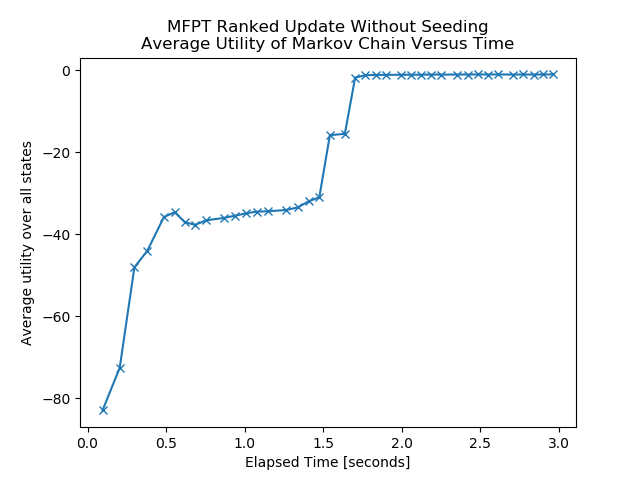 MFPT Ranked Update Without Seeding
Average Utility of Markov Chain Versus Time
Average utility over all states
0
−20
−40
−60
−80
0.0 0.5 1.0 1.5 2.0 2.5 3.0
Elapsed Time [seconds]